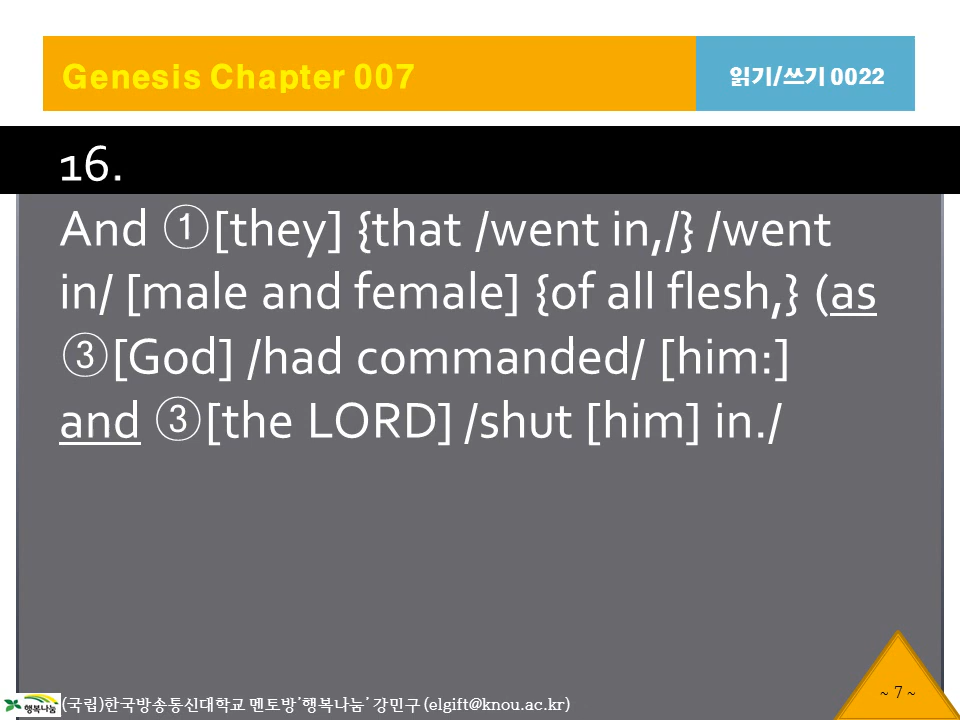 Genesis Chapter 007
읽기/쓰기 0022
16.
And ①[they] {that /went in,/} /went
in/ [male and female] {of all flesh,} (as
③[God] /had commanded/ [him:]
and ③[the LORD] /shut [him] in./
행복나눔
(국립)한국방송통신대학교 멘토방'행복나눔' 강민구 (elgift@knou.ac.kr)
~ 7 ~